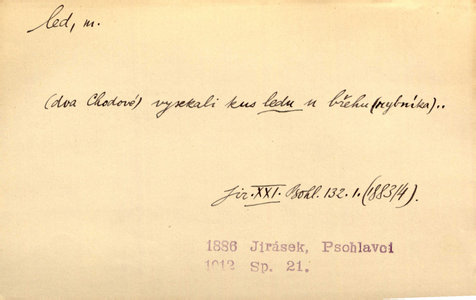 led, m.
(dva Chodové) vysekali kus ledu u břehu (rybníka)..
Jir. XXI. Bohl. 132. 1. (1883/4).
1886 Jirásek, Psohlavci
1912 Sp. 21.